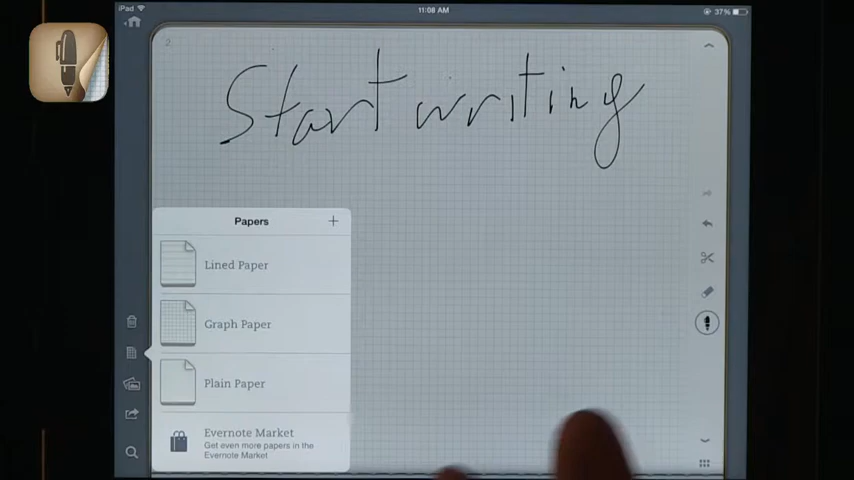 iPad
11:08 AM
37%
2
Start writing
Papers +
Lined Paper
Graph Paper
Plain Paper
Evernote Market
Get even more papers in the
Evernote Market